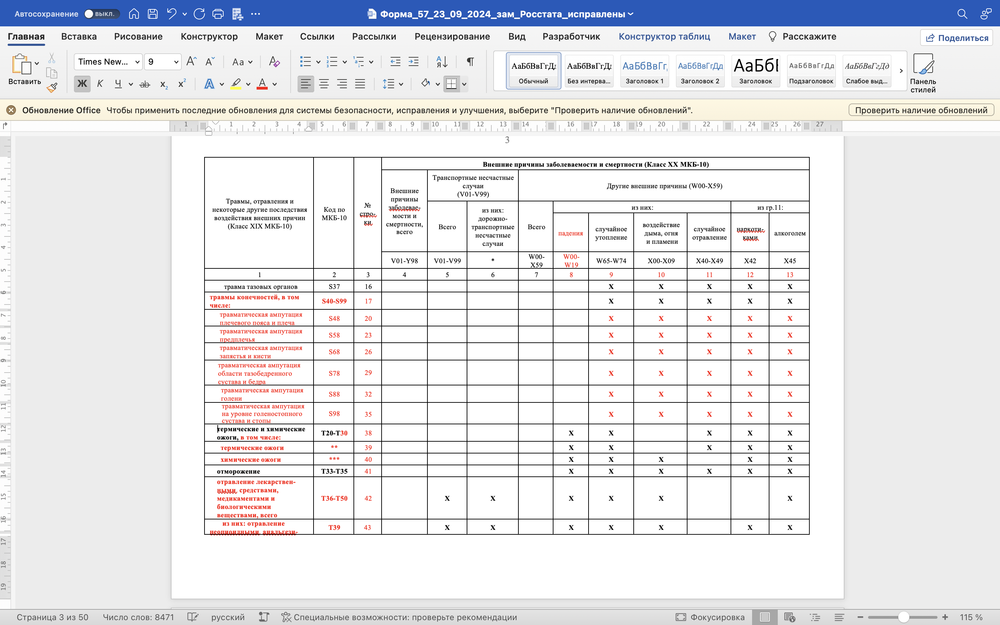 Автосохранение ВЫКЛ. Форма_57_23_09_2024_зам_Росстата_исправлены
Главная Вставка Рисование Конструктор Макет Ссылки Рассылки Рецензирование Вид Разработчик Конструктор таблиц Макет Расскажите Поделиться
Вставить
Times New... 9
Обычный Без интерва... Заголовок 1 Заголовок 2 Заголовок Подзаголовок Слабое выд...
Панель стилей
Обновление Office Чтобы применить последние обновления для системы безопасности, исправления и улучшения, выберите "Проверить наличие обновлений". Проверить наличие обновлений
3
Травмы, отравления и
некоторые другие последствия
воздействия внешних причин
(Класс XIX МКБ-10)
Код по
МКБ-10
№
стро-
ки
Внешние причины заболеваемости и смертности (Класс XX МКБ-10)
Внешние
причины
заболевае-
мости и
смертности,
всего
Транспортные несчастные
случаи
(V01-V99)
Другие внешние причины (W00-X59)
Всего
из них:
дорожно-
транспортные
несчастные
случаи
Всего
из них:
из гр.11:
падения
случайное
утопление
воздействие
дыма, огня
и пламени
случайное
отравление
наркоти-
ками
алкоголем
V01-Y98 V01-V99 * W00-X59 W00-W19 W65-W74 X00-X09 X40-X49 X42 X45
1 2 3 4 5 6 7 8 9 10 11 12 13
травма тазовых органов S37 16 X X X X X
травмы конечностей, в том
числе: S40-S99 17 X X X X X
травматическая ампутация
плечевого пояса и плеча S48 20 X X X X X
травматическая ампутация
предплечья S58 23 X X X X X
травматическая ампутация
запястья и кисти S68 26 X X X X X
травматическая ампутация
области тазобедренного
сустава и бедра S78 29 X X X X X
травматическая ампутация
голени S88 32 X X X X X
травматическая ампутация
на уровне голеностопного
сустава и стопы S98 35 X X X X X
термические и химические
ожоги, в том числе: T20-T30 38 X X X X X
термические ожоги ** 39 X X X X X
химические ожоги *** 40 X X X X X
отморожение T33-T35 41 X X X X X X
отравление лекарствен-
ными средствами,
медикаментами и
биологическими
веществами, всего T36-T50 42 X X X X X X
из них: отравление
неопиоидными анальгези- T39 43 X X X X X X X
Страница 3 из 50 Число слов: 8471 русский Специальные возможности: проверьте рекомендации Фокусировка 115 %